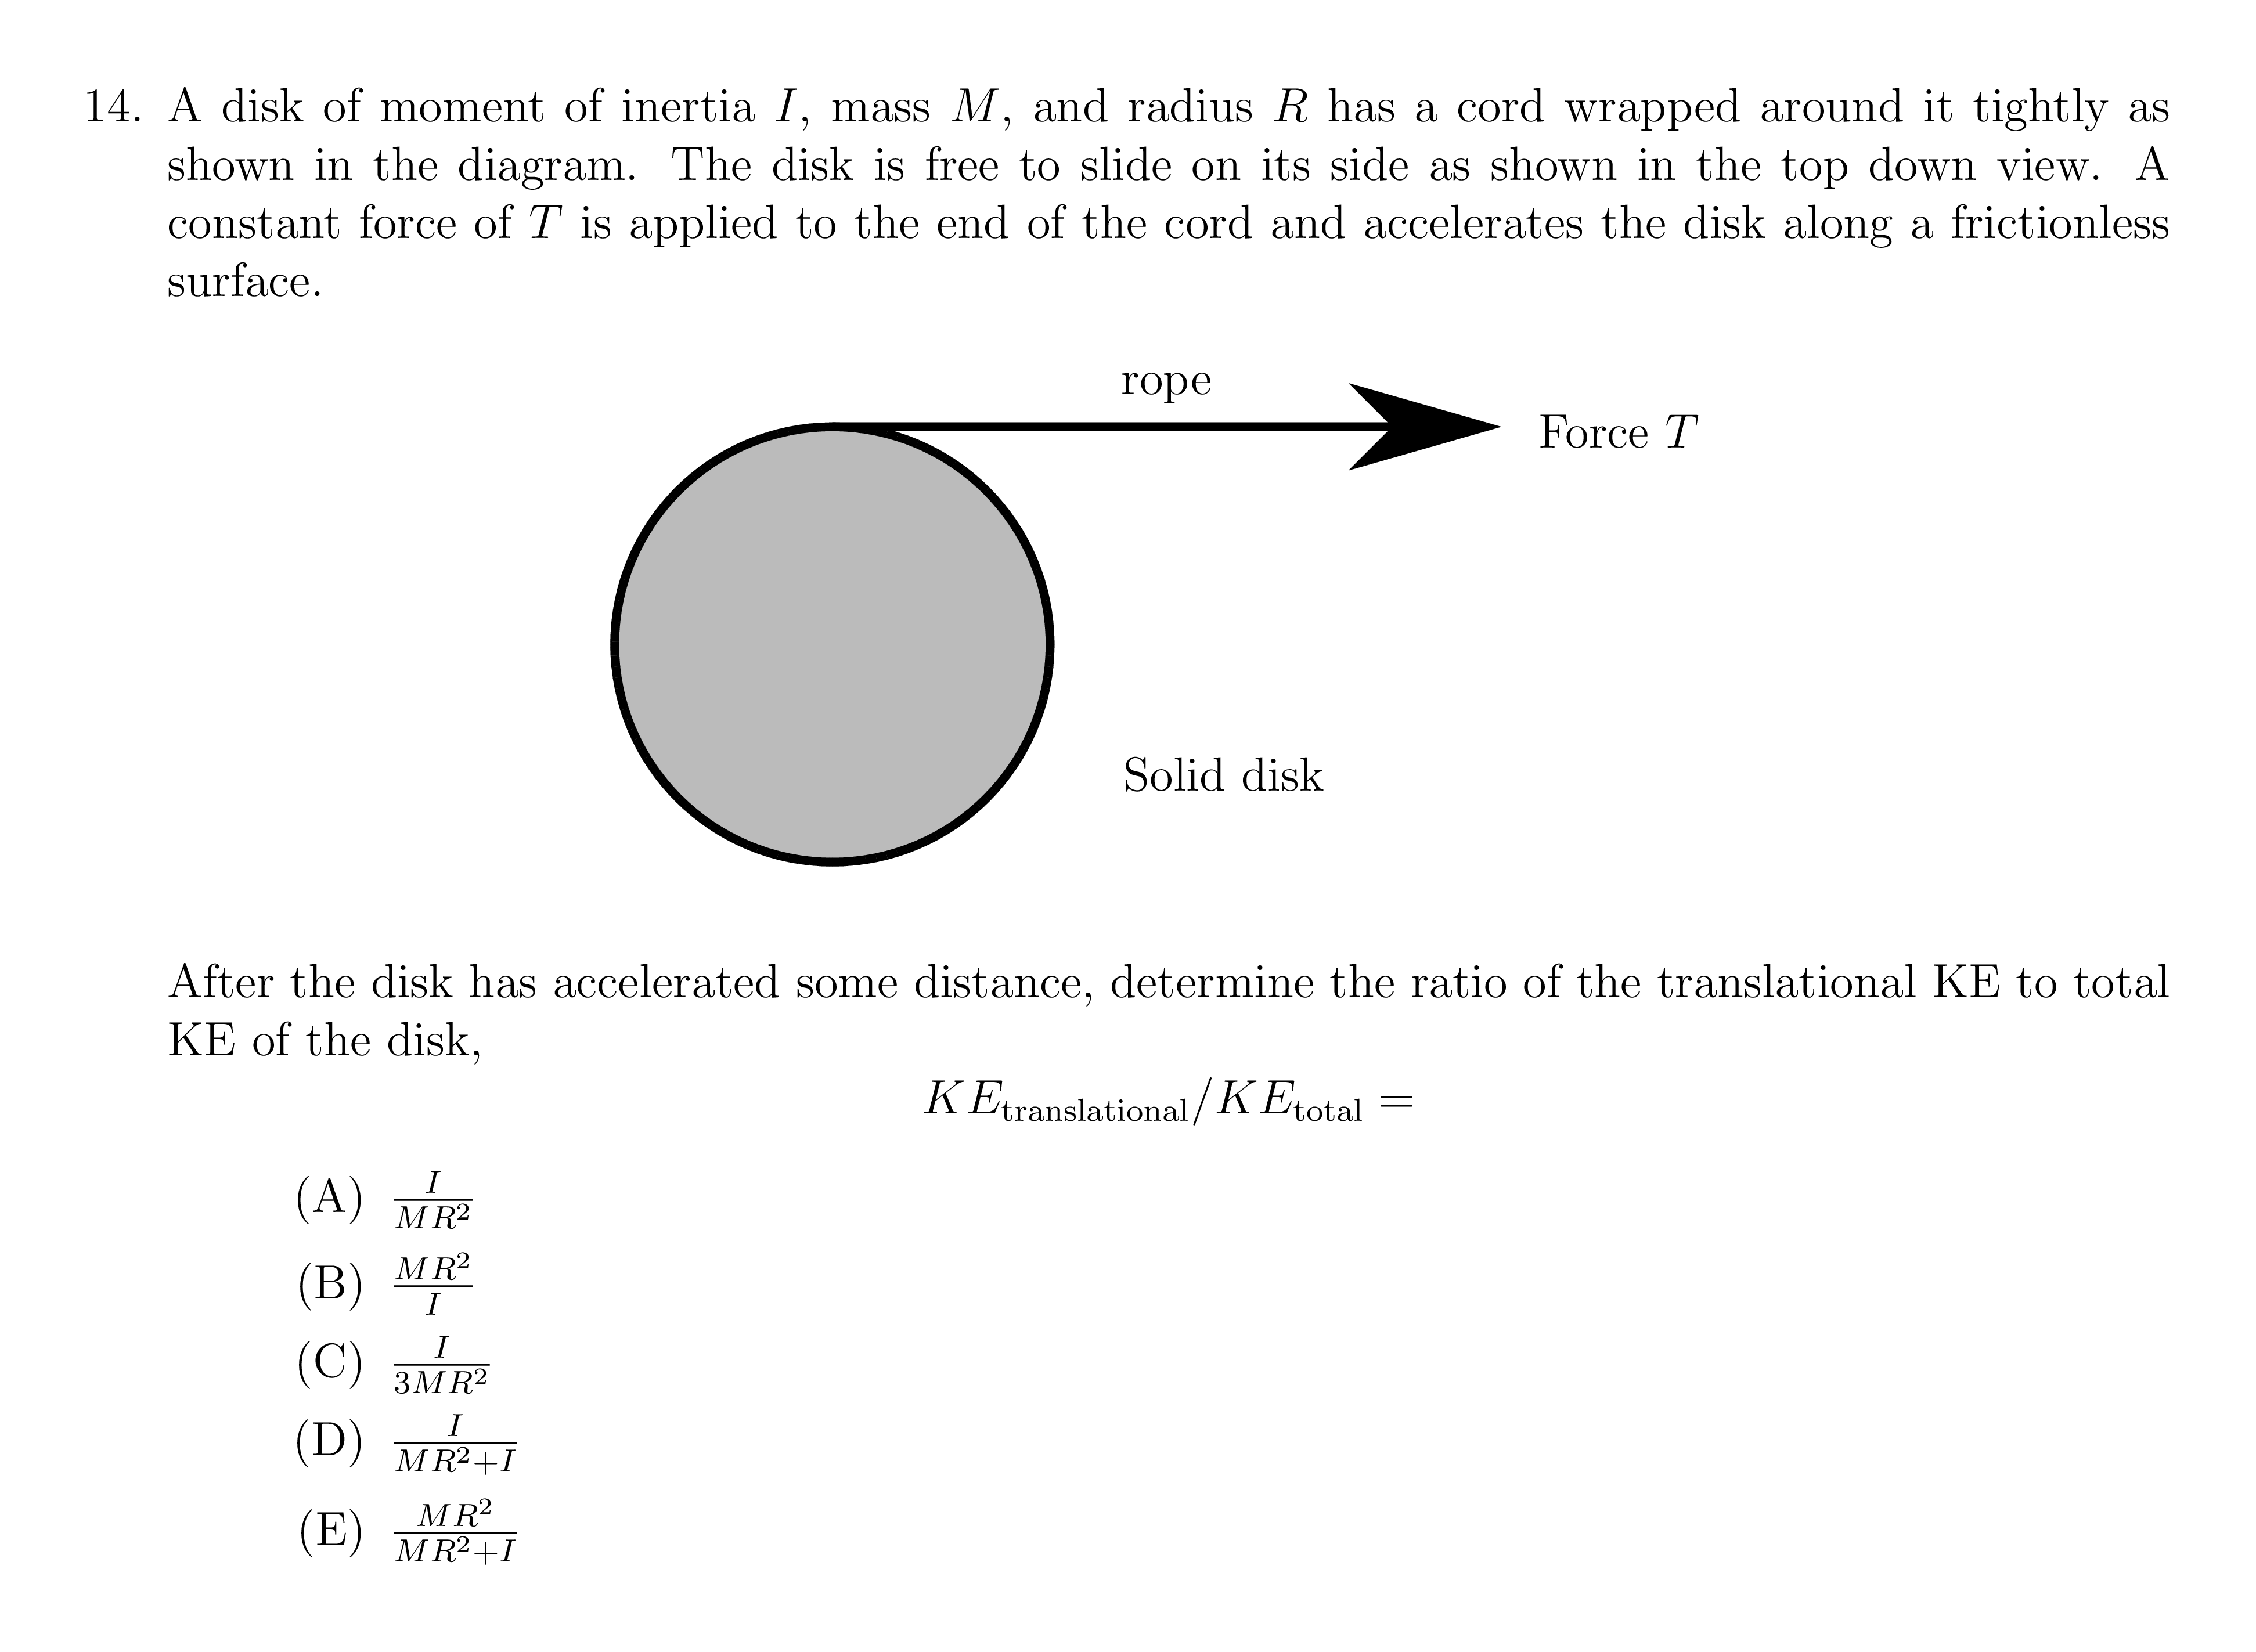 14. A disk of moment of inertia I, mass M, and radius R has a cord wrapped around it tightly as
shown in the diagram. The disk is free to slide on its side as shown in the top down view. A
constant force of T is applied to the end of the cord and accelerates the disk along a frictionless
surface.
rope
Force T
Solid disk
After the disk has accelerated some distance, determine the ratio of the translational KE to total
KE of the disk,
$KE_{\text{translational}}/KE_{\text{total}} =$
(A) $\frac{I}{MR^2}$
(B) $\frac{MR^2}{I}$
(C) $\frac{I}{3MR^2}$
(D) $\frac{I}{MR^2+I}$
(E) $\frac{MR^2}{MR^2+I}$